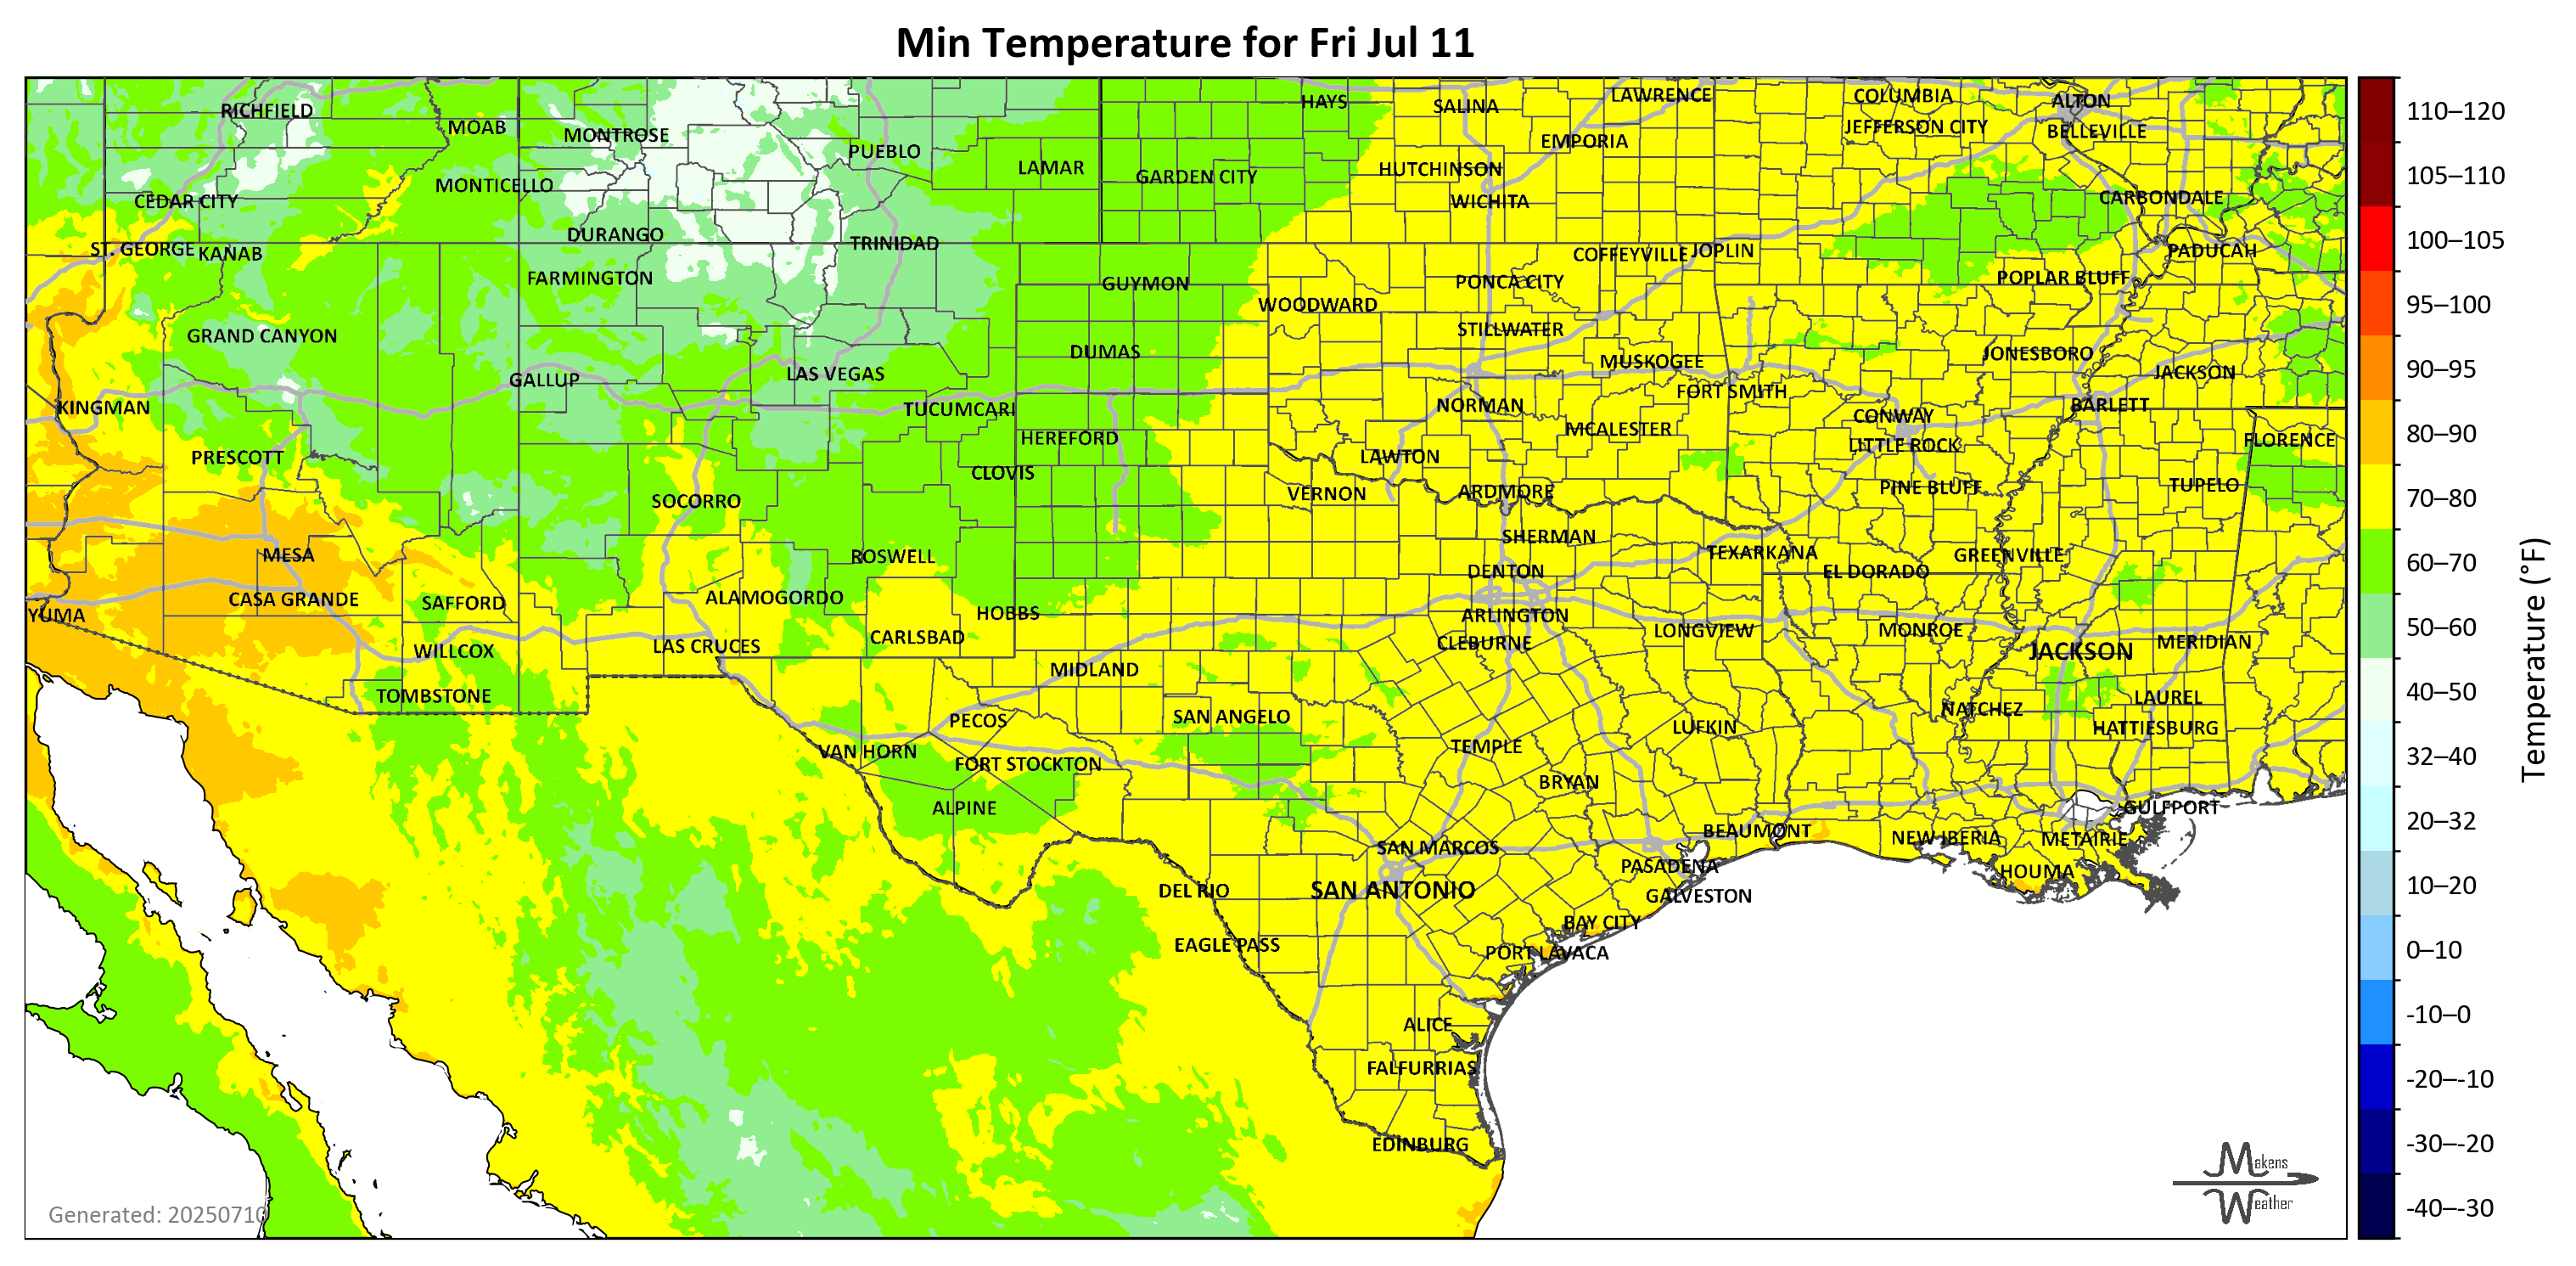 Min Temperature for Fri Jul 11
RICHFIELD
MOAB
MONTROSE
PUEBLO
LAMAR
HAYS
SALINA
LAWRENCE
COLUMBIA
ALTON
JEFFERSON CITY
BELLEVILLE
EMPORIA
HUTCHINSON
GARDEN CITY
MONTICELLO
CEDAR CITY
WICHITA
CARBONDALE
DURANGO
TRINIDAD
ST. GEORGE
KANAB
COFFEYVILLE
JOPLIN
PADUCAH
FARMINGTON
GUYMON
PONCA CITY
POPLAR BLUFF
WOODWARD
STILLWATER
GRAND CANYON
DUMAS
MUSKOGEE
JONESBORO
GALLUP
LAS VEGAS
JACKSON
FORT SMITH
KINGMAN
TUCUMCARI
NORMAN
BARLETT
CONWAY
HEREFORD
MCALESTER
LITTLE ROCK
FLORENCE
PRESCOTT
CLOVIS
LAWTON
SOCORRO
VERNON
ARDMORE
PINE BLUFF
TUPELO
SHERMAN
MESA
ROSWELL
TEXARKANA
GREENVILLE
DENTON
EL DORADO
CASA GRANDE
SAFFORD
ALAMOGORDO
HOBBS
YUMA
ARLINGTON
CARLSBAD
LONGVIEW
MONROE
LAS CRUCES
WILLCOX
CLEBURNE
JACKSON
MERIDIAN
MIDLAND
TOMBSTONE
LAUREL
PECOS
SAN ANGELO
NATCHEZ
LUFKIN
HATTIESBURG
VAN HORN
FORT STOCKTON
TEMPLE
BRYAN
ALPINE
GULFPORT
BEAUMONT
NEW IBERIA
METAIRIE
SAN MARCOS
PASADENA
HOUMA
DEL RIO
SAN ANTONIO
GALVESTON
BAY CITY
EAGLE PASS
PORT LAVACA
ALICE
FALFURRIAS
EDINBURG
Generated: 20250710
Makens
Weather
110–120
105–110
100–105
95–100
90–95
80–90
70–80
60–70
50–60
40–50
32–40
20–32
10–20
0–10
-10–0
-20–-10
-30–-20
-40–-30
Temperature (°F)